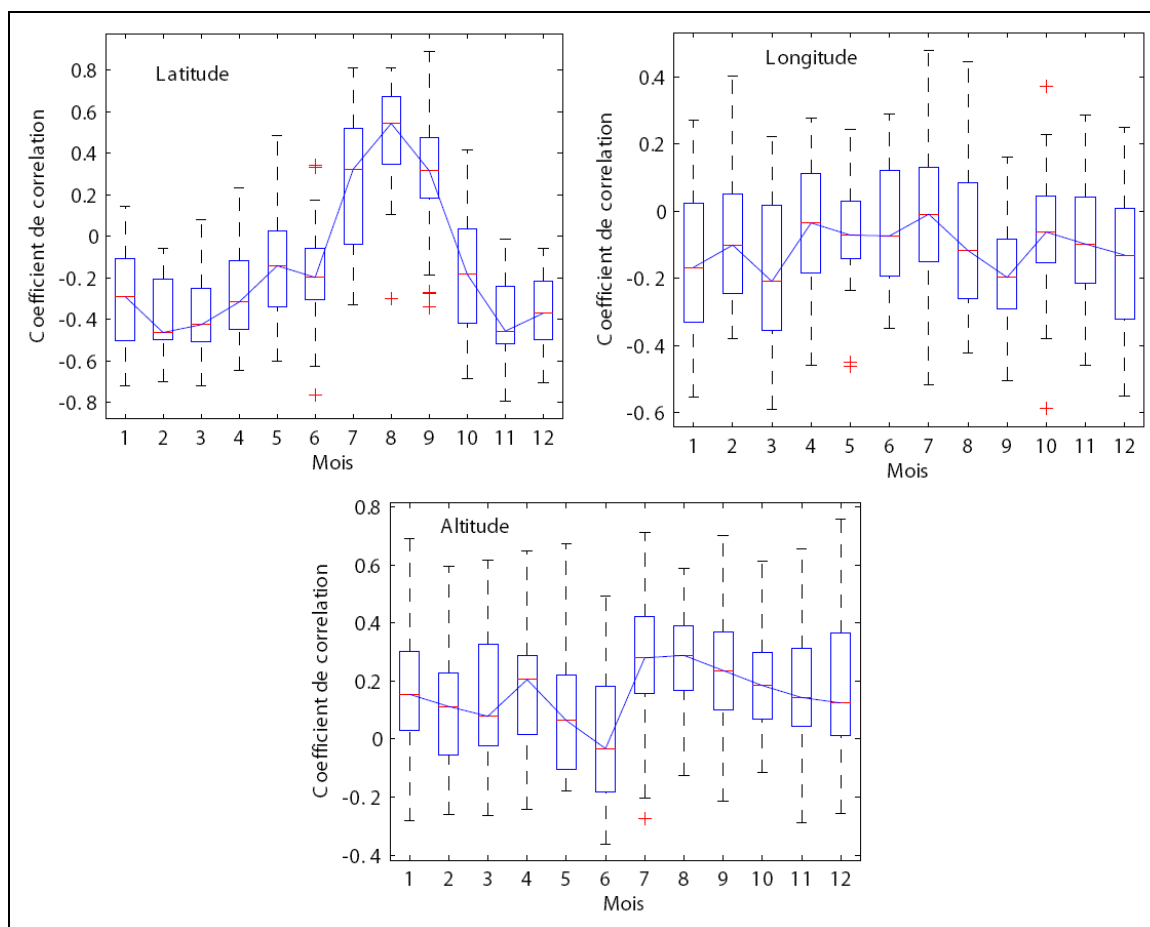 Latitude
Coefficient de correlation
0.8
0.6
0.4
0.2
0
-0.2
-0.4
-0.6
-0.8
1 2 3 4 5 6 7 8 9 10 11 12
Mois
Longitude
Coefficient de correlation
0.4
0.2
0
-0.2
-0.4
-0.6
1 2 3 4 5 6 7 8 9 10 11 12
Mois
Altitude
Coefficient de correlation
0.8
0.6
0.4
0.2
0
-0.2
-0.4
1 2 3 4 5 6 7 8 9 10 11 12
Mois